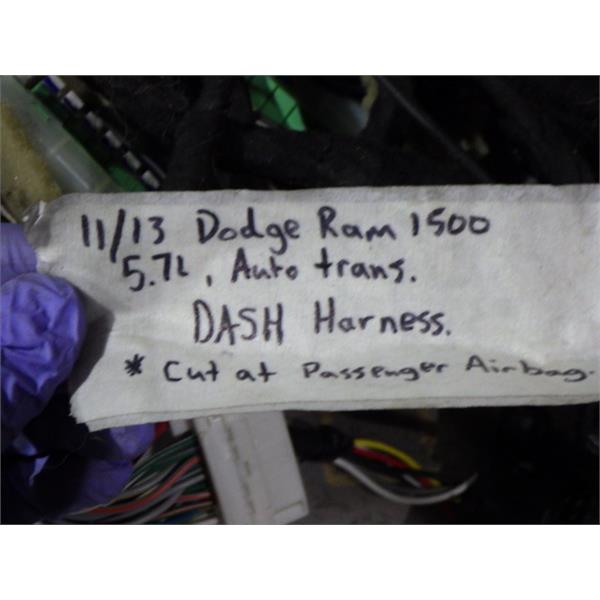 11/13 Dodge Ram 1500
5.7L, Auto trans.
DASH Harness.
* Cut at Passenger Airbag.